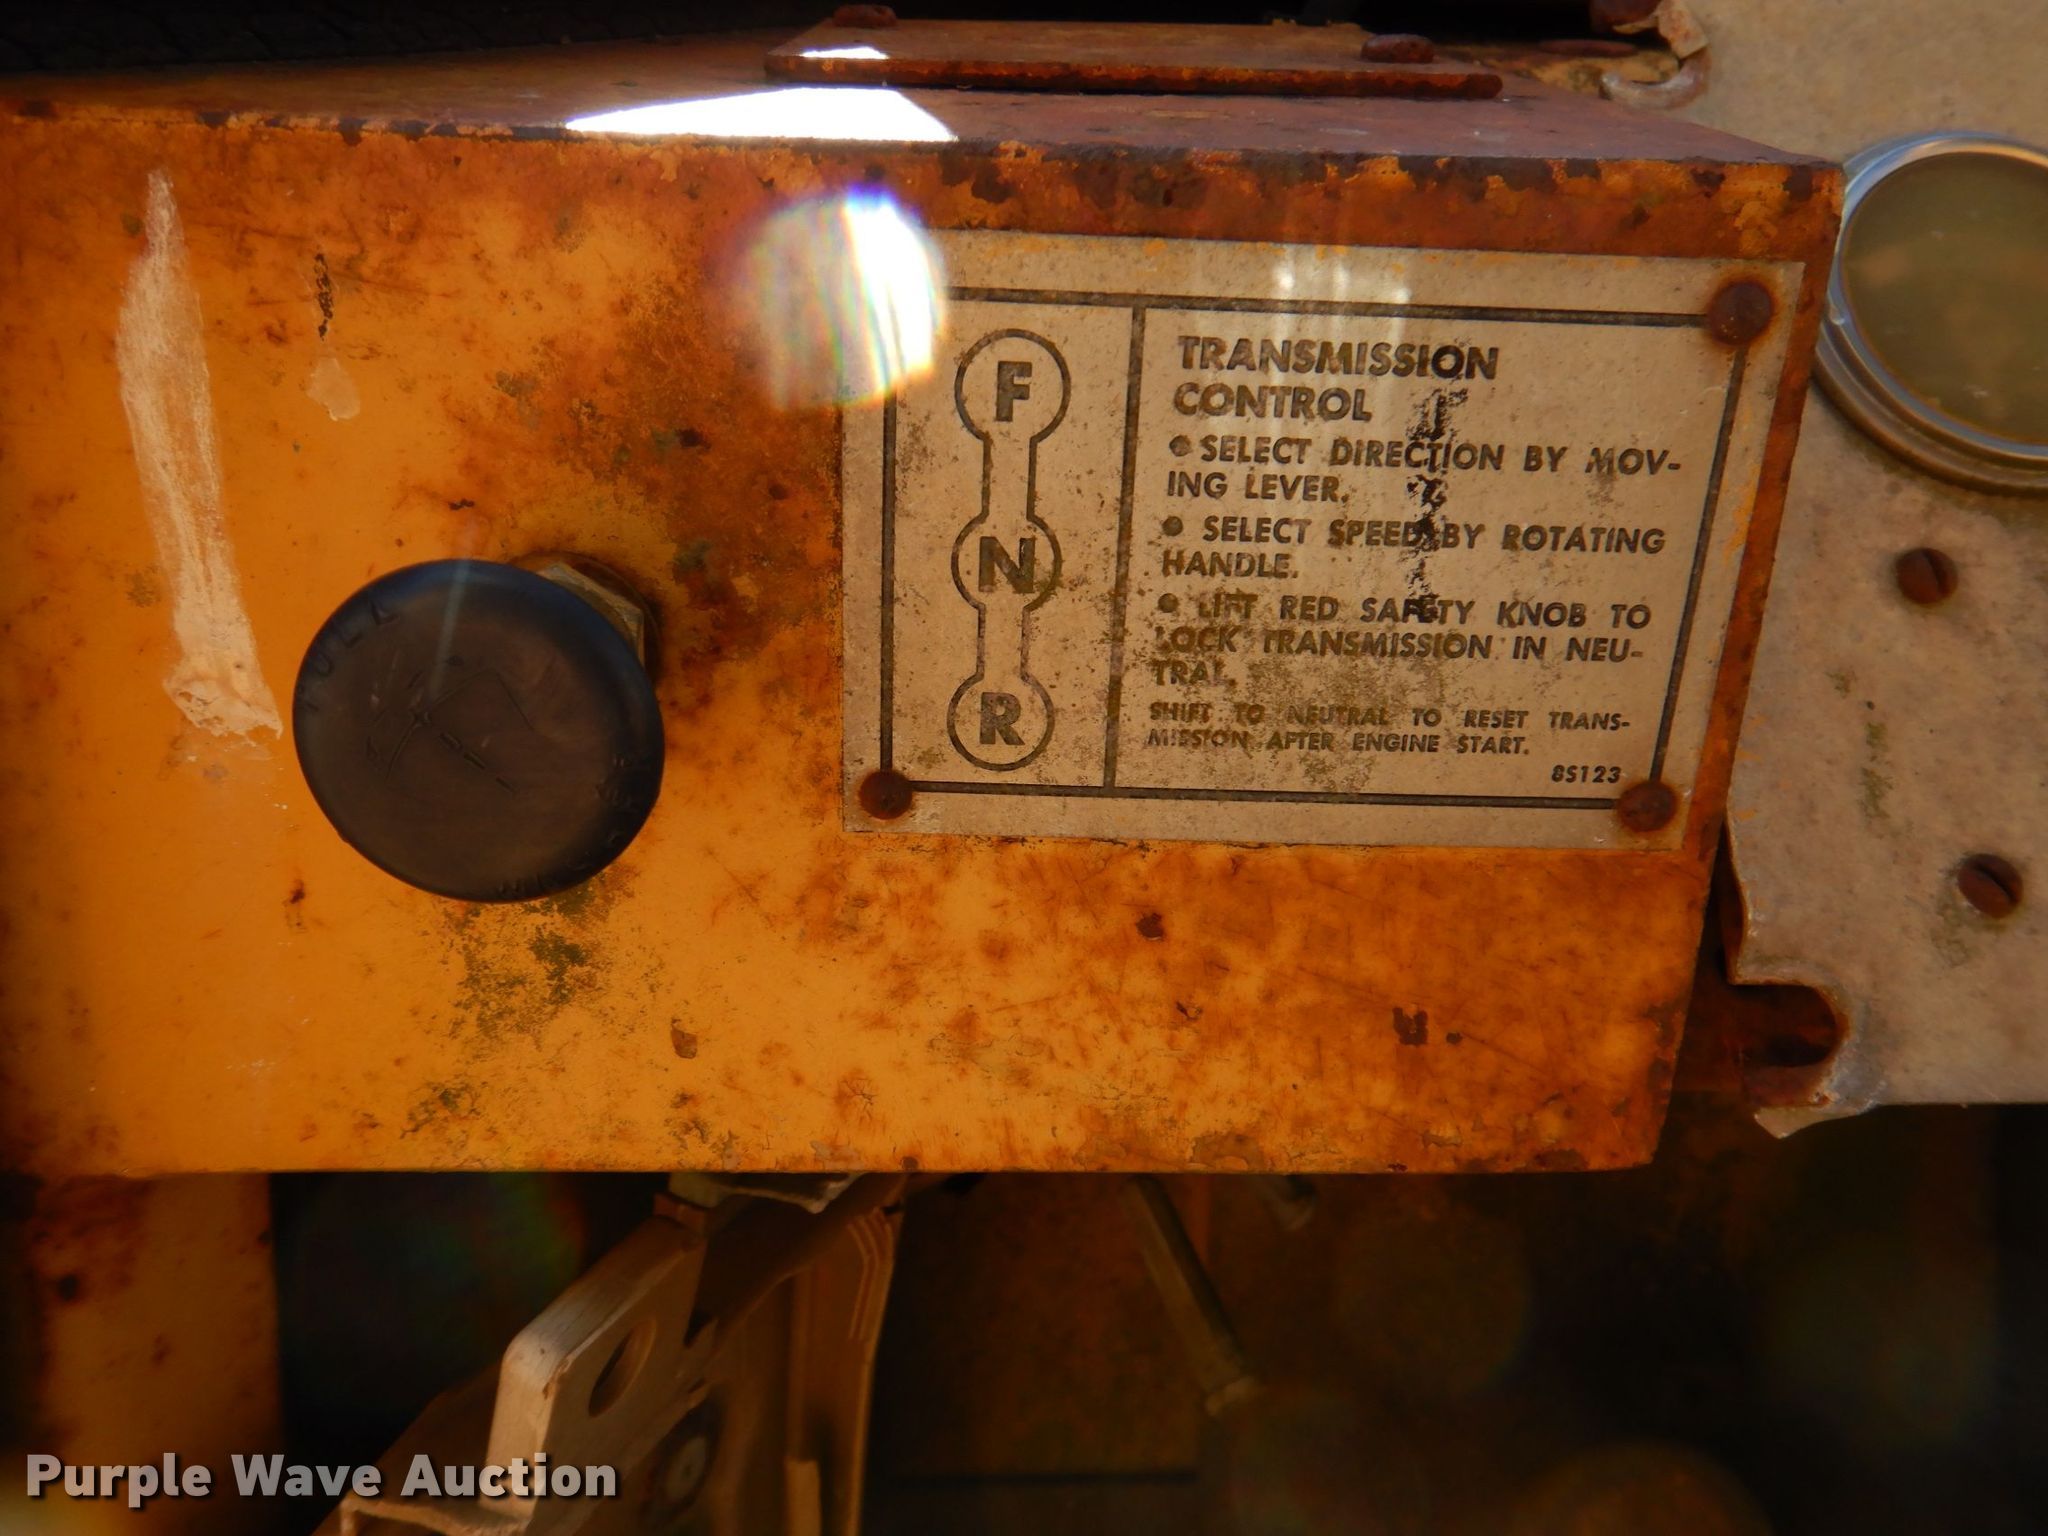 F
N
R
TRANSMISSION
CONTROL
● SELECT DIRECTION BY MOV-
ING LEVER.
● SELECT SPEED BY ROTATING
HANDLE.
● LIFT RED SAFETY KNOB TO
LOCK TRANSMISSION IN NEU-
TRAL.
SHIFT TO NEUTRAL TO RESET TRANS-
MISSION AFTER ENGINE START.
8S123
PULL
Purple Wave Auction